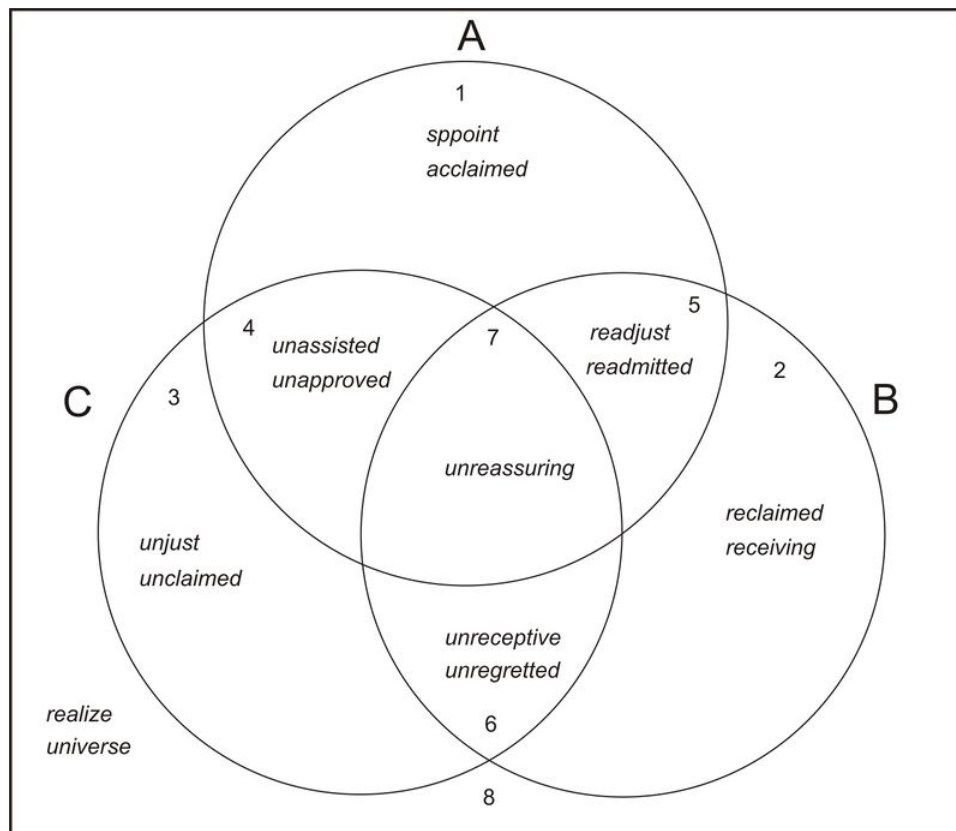 A
1
sppoint
acclaimed
4
unassisted
unapproved
7
5
readjust
readmitted
2
C
3
B
unreassuring
unjust
unclaimed
reclaimed
receiving
unreceptive
unregretted
6
realize
universe
8